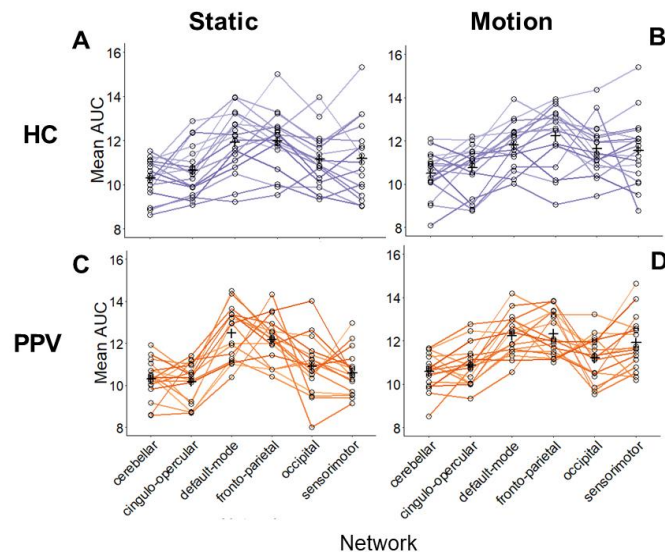 Static
Motion
A
B
HC
Mean AUC
16
14
12
10
8
16
14
12
10
8
C
D
PPV
Mean AUC
16
14
12
10
8
16
14
12
10
8
cerebellar
cingulo-opercular
default-mode
fronto-parietal
occipital
sensorimotor
cerebellar
cingulo-opercular
default-mode
fronto-parietal
occipital
sensorimotor
Network